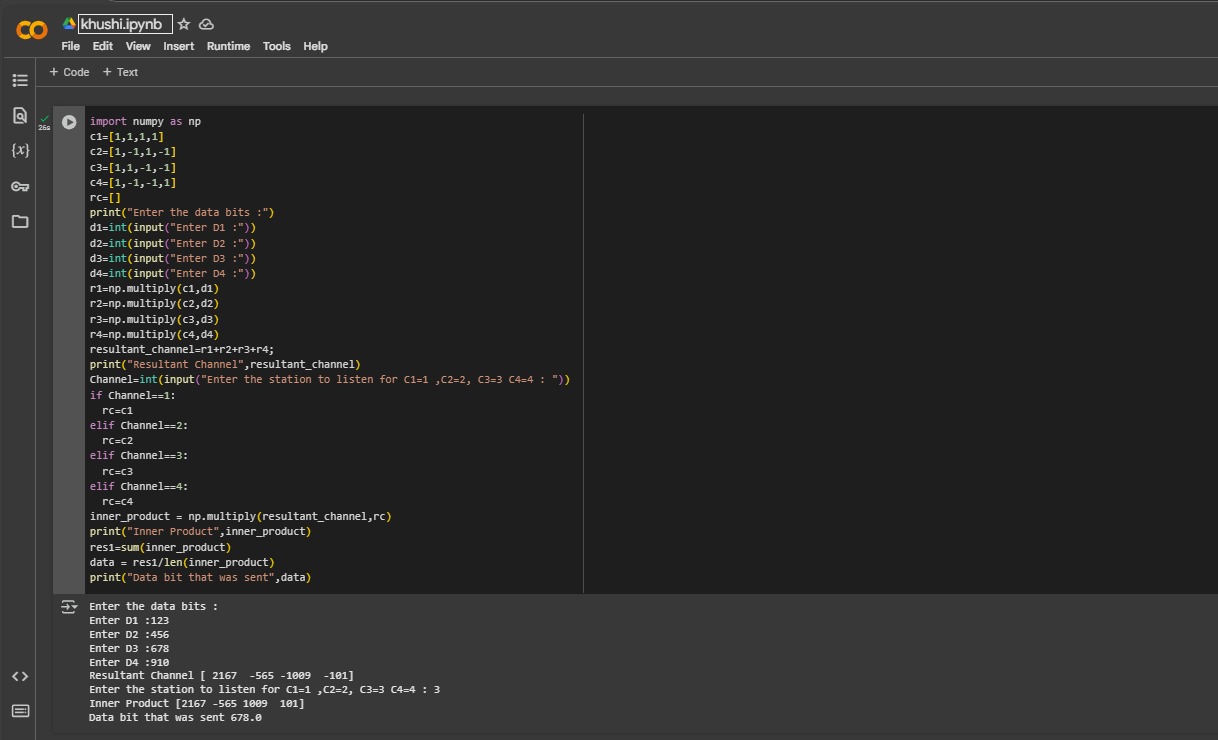 khushi.ipynb
File Edit View Insert Runtime Tools Help
+ Code + Text
26s
import numpy as np
c1=[1,1,1,1]
c2=[1,-1,1,-1]
c3=[1,1,-1,-1]
c4=[1,-1,-1,1]
rc=[]
print("Enter the data bits :")
d1=int(input("Enter D1 :"))
d2=int(input("Enter D2 :"))
d3=int(input("Enter D3 :"))
d4=int(input("Enter D4 :"))
r1=np.multiply(c1,d1)
r2=np.multiply(c2,d2)
r3=np.multiply(c3,d3)
r4=np.multiply(c4,d4)
resultant_channel=r1+r2+r3+r4;
print("Resultant Channel",resultant_channel)
Channel=int(input("Enter the station to listen for C1=1 ,C2=2, C3=3 C4=4 : "))
if Channel==1:
  rc=c1
elif Channel==2:
  rc=c2
elif Channel==3:
  rc=c3
elif Channel==4:
  rc=c4
inner_product = np.multiply(resultant_channel,rc)
print("Inner Product",inner_product)
res1=sum(inner_product)
data = res1/len(inner_product)
print("Data bit that was sent",data)
Enter the data bits :
Enter D1 :123
Enter D2 :456
Enter D3 :678
Enter D4 :910
Resultant Channel [ 2167  -565 -1009  -101]
Enter the station to listen for C1=1 ,C2=2, C3=3 C4=4 : 3
Inner Product [2167 -565 1009  101]
Data bit that was sent 678.0